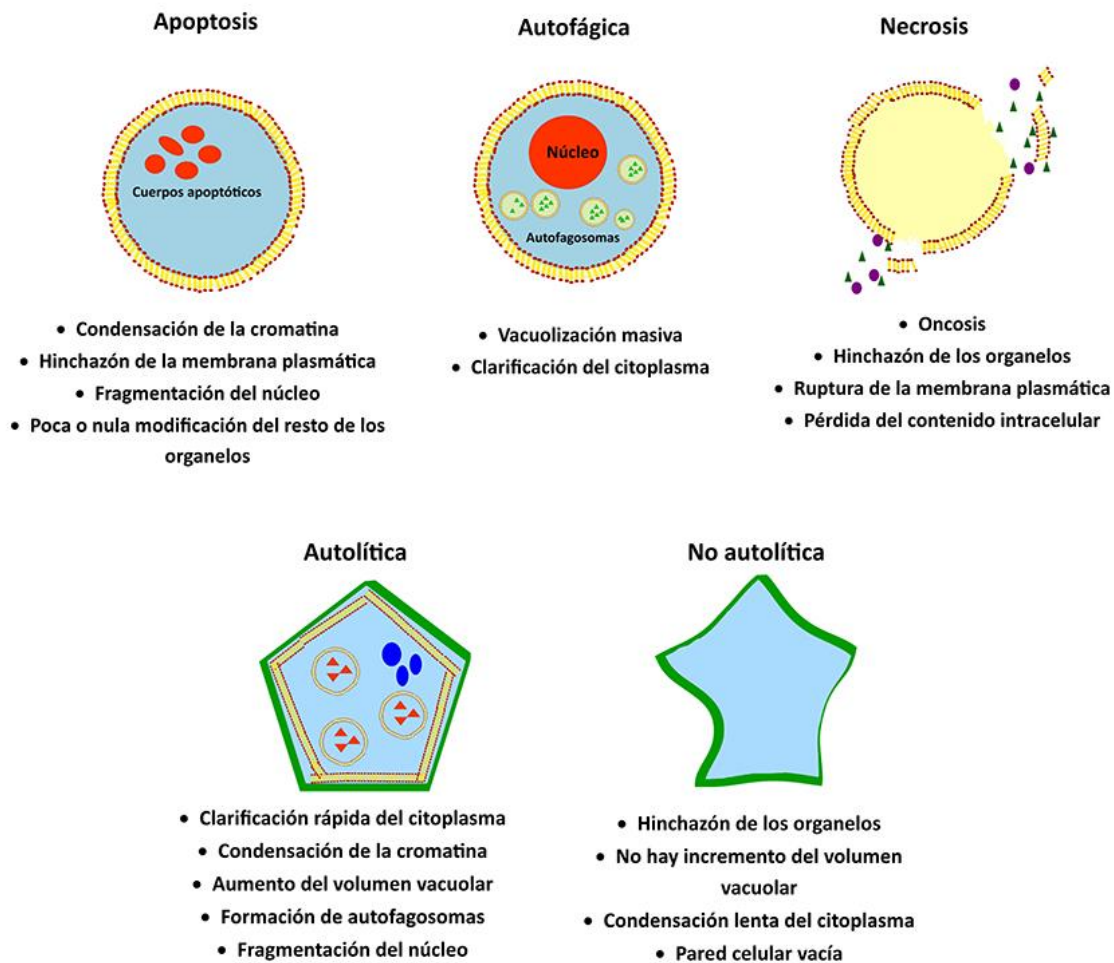 Apoptosis
Cuerpos apoptóticos
• Condensación de la cromatina
• Hinchazón de la membrana plasmática
• Fragmentación del núcleo
• Poca o nula modificación del resto de los
organelos
Autofágica
Núcleo
Autofagosomas
• Vacuolización masiva
• Clarificación del citoplasma
Necrosis
• Oncosis
• Hinchazón de los organelos
• Ruptura de la membrana plasmática
• Pérdida del contenido intracelular
Autolítica
• Clarificación rápida del citoplasma
• Condensación de la cromatina
• Aumento del volumen vacuolar
• Formación de autofagosomas
• Fragmentación del núcleo
No autolítica
• Hinchazón de los organelos
• No hay incremento del volumen
vacuolar
• Condensación lenta del citoplasma
• Pared celular vacía